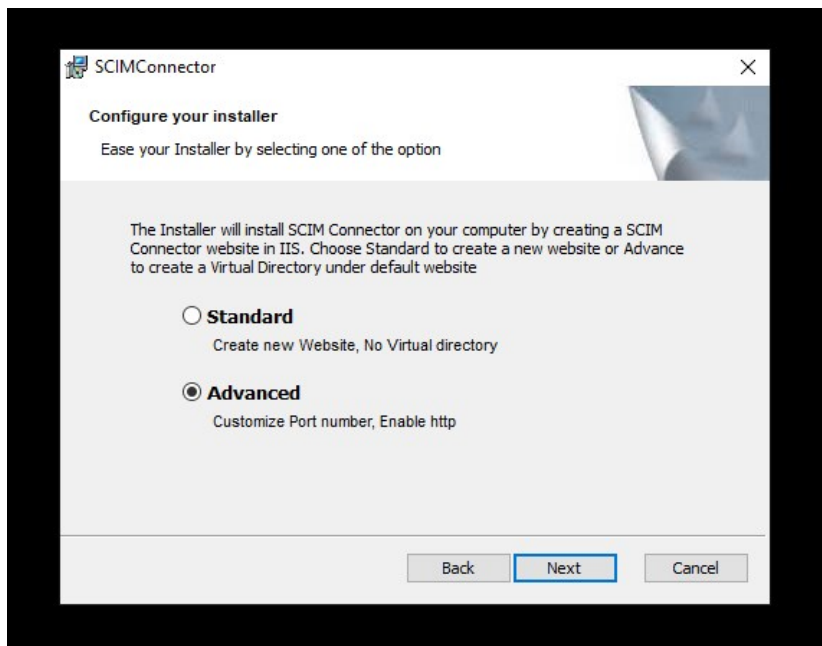 SCIMConnector
Configure your installer
Ease your Installer by selecting one of the option
The Installer will install SCIM Connector on your computer by creating a SCIM
Connector website in IIS. Choose Standard to create a new website or Advance
to create a Virtual Directory under default website
Standard
Create new Website, No Virtual directory
Advanced
Customize Port number, Enable http
Back Next Cancel